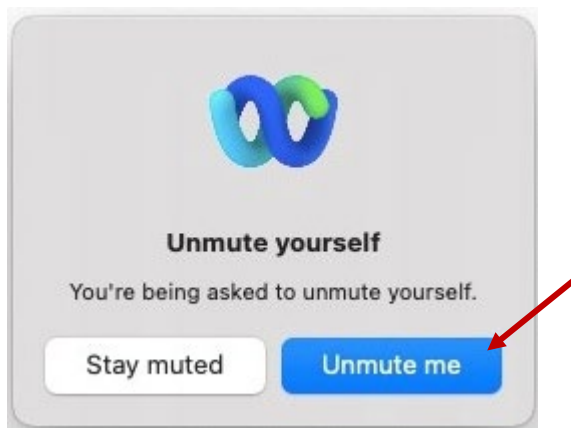 Unmute yourself
You're being asked to unmute yourself.
Stay muted
Unmute me